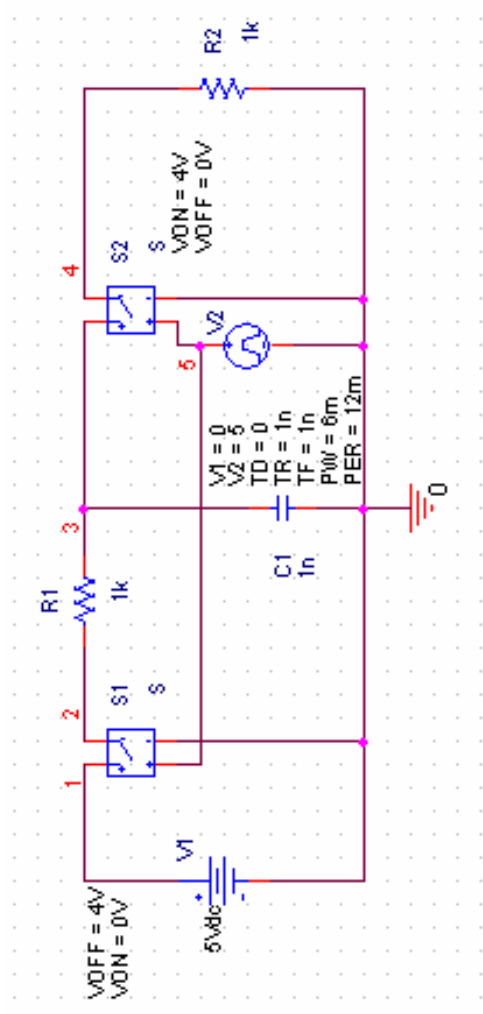 VOFF = 4V
VON = 0V
1
S1
S
2
R1
1k
3
4
S2
S
VON = 4V
VOFF = 0V
R2
1k
V1
+
-
5Vdc
C1
1n
5
V2
V1 = 0
V2 = 5
TD = 0
TR = 1n
TF = 1n
PW = 6m
PER = 12m
0